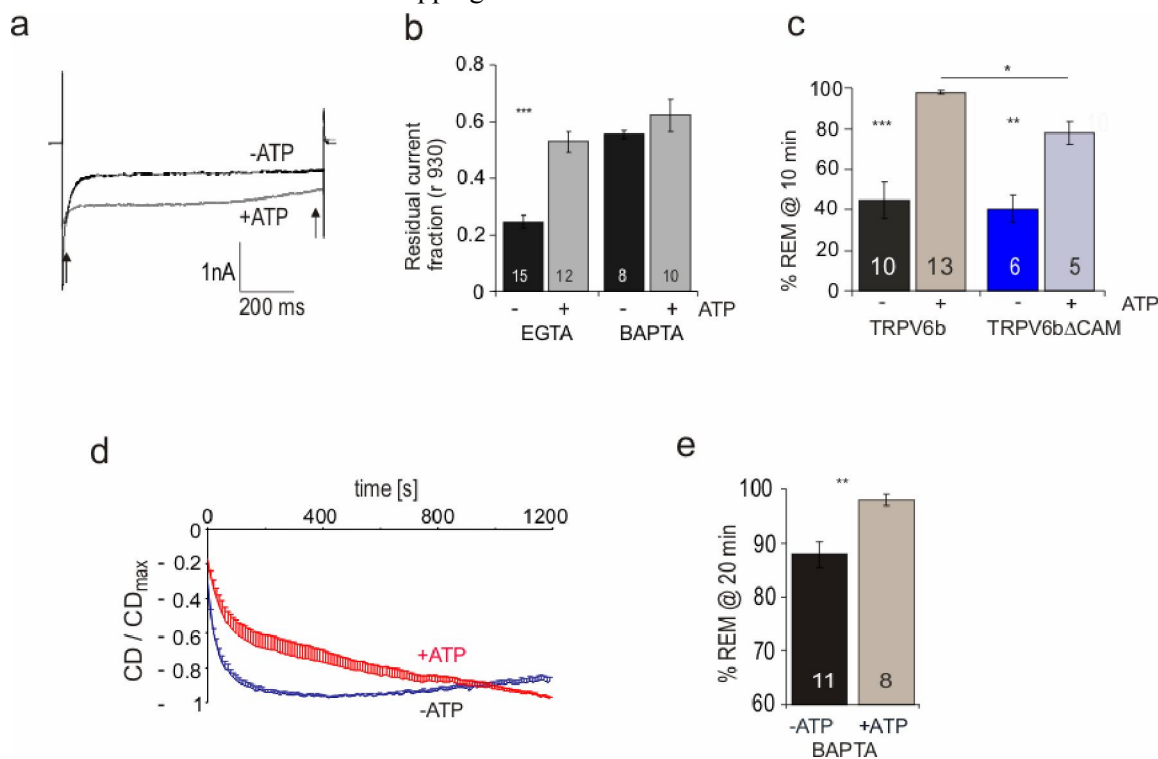 pping
a
-ATP
+ATP
1nA
200 ms
b
Residual current
fraction (r 930)
0.8
0.6
0.4
0.2
0
***
15
12
8
10
- + - + ATP
EGTA BAPTA
c
% REM @ 10 min
100
80
60
40
20
0
*
***
**
10
13
6
5
- + - + ATP
TRPV6b TRPV6bΔCAM
d
time [s]
0 400 800 1200
CD / CDmax
0
- 0.2
- 0.4
- 0.6
- 0.8
- 1
+ATP
-ATP
e
% REM @ 20 min
100
90
80
70
60
**
11
8
-ATP +ATP
BAPTA